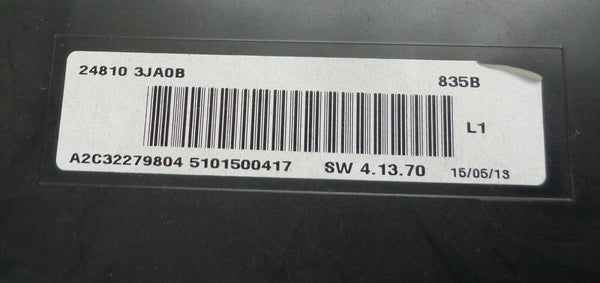 24810 3JA0B 835B
L1
A2C32279804 5101500417 SW 4.13.70 15/05/13